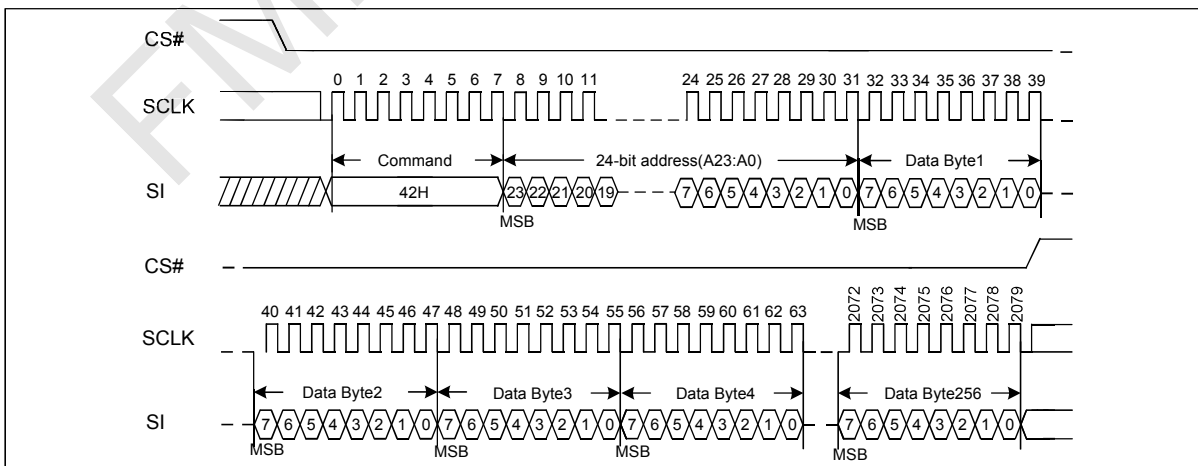 FM
CS#
0 1 2 3 4 5 6 7 8 9 10 11 24 25 26 27 28 29 30 31 32 33 34 35 36 37 38 39
SCLK
Command 24-bit address(A23:A0) Data Byte1
SI 42H 23 22 21 20 19 7 6 5 4 3 2 1 0 7 6 5 4 3 2 1 0
MSB MSB
CS#
40 41 42 43 44 45 46 47 48 49 50 51 52 53 54 55 56 57 58 59 60 61 62 63 2072 2073 2074 2075 2076 2077 2078 2079
SCLK
Data Byte2 Data Byte3 Data Byte4 Data Byte256
SI 7 6 5 4 3 2 1 0 7 6 5 4 3 2 1 0 7 6 5 4 3 2 1 0 7 6 5 4 3 2 1 0
MSB MSB MSB MSB